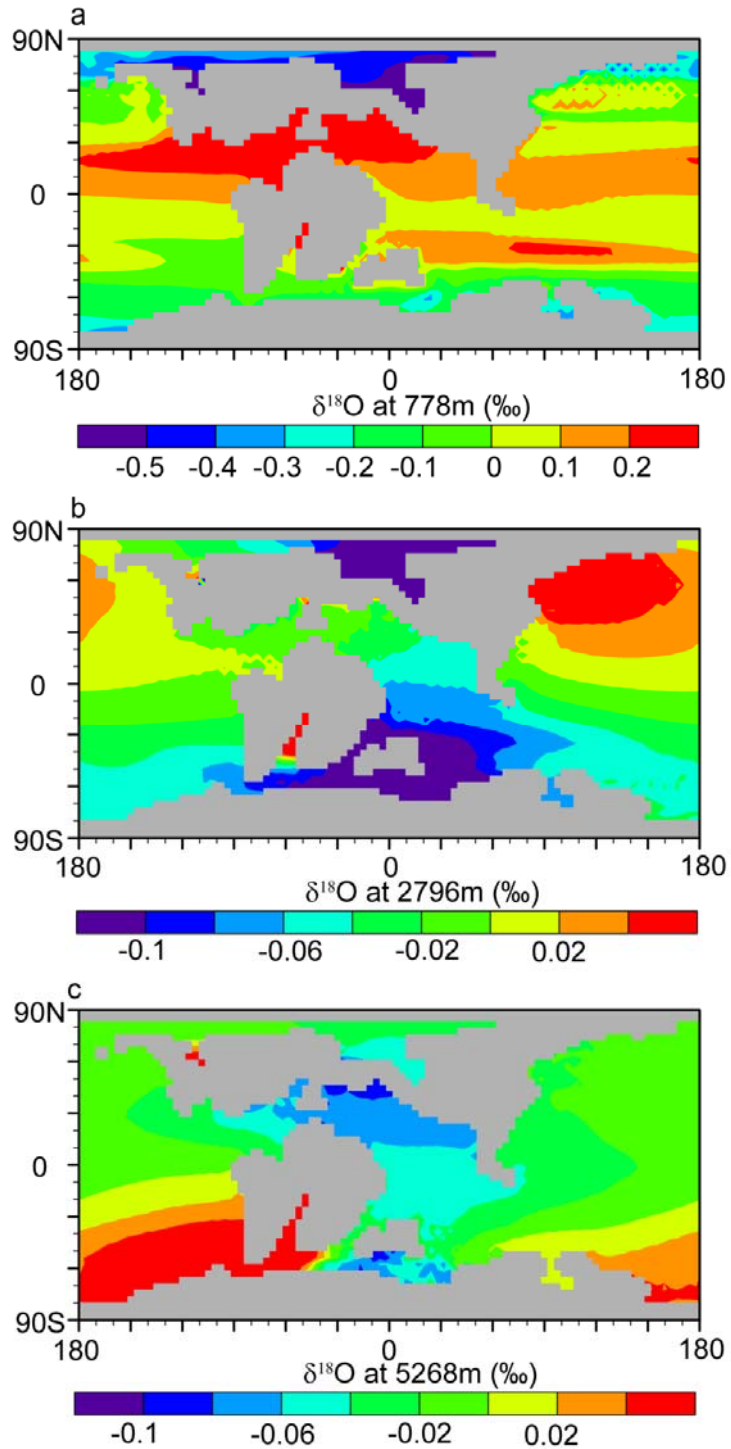 a
90N
0
90S
180 0 180
δ¹⁸O at 778m (‰)
-0.5 -0.4 -0.3 -0.2 -0.1 0 0.1 0.2
b
90N
0
90S
180 0 180
δ¹⁸O at 2796m (‰)
-0.1 -0.06 -0.02 0.02
c
90N
0
90S
180 0 180
δ¹⁸O at 5268m (‰)
-0.1 -0.06 -0.02 0.02